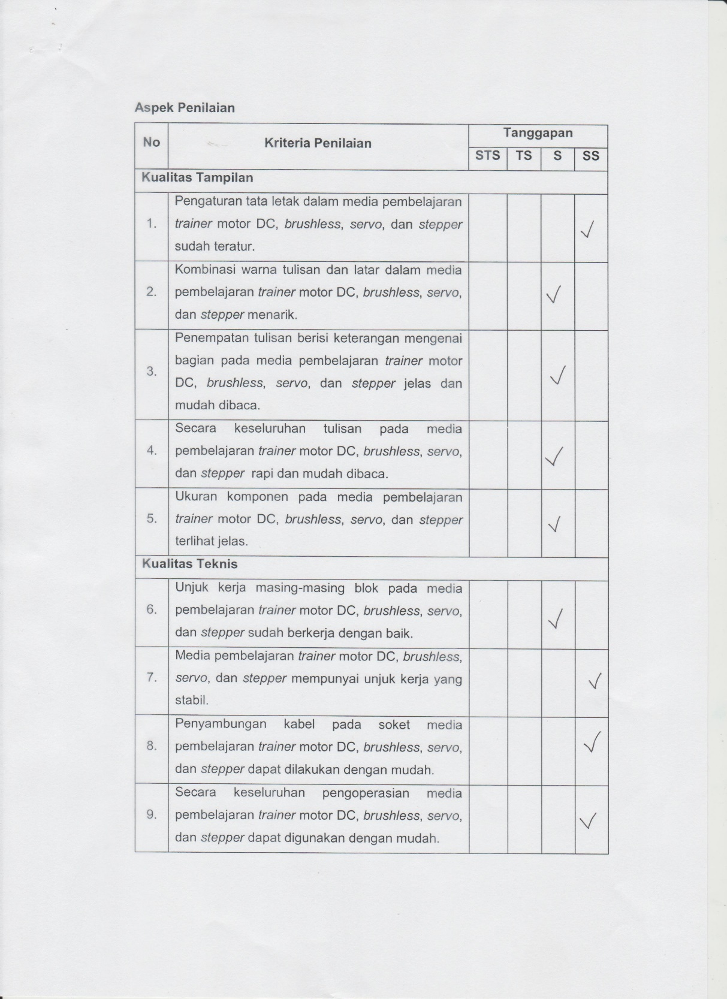 Aspek Penilaian
No
Kriteria Penilaian
Tanggapan
STS TS S SS
Kualitas Tampilan
1.
Pengaturan tata letak dalam media pembelajaran
trainer motor DC, brushless, servo, dan stepper
sudah teratur.
✓
2.
Kombinasi warna tulisan dan latar dalam media
pembelajaran trainer motor DC, brushless, servo,
dan stepper menarik.
✓
3.
Penempatan tulisan berisi keterangan mengenai
bagian pada media pembelajaran trainer motor
DC, brushless, servo, dan stepper jelas dan
mudah dibaca.
✓
4.
Secara keseluruhan tulisan pada media
pembelajaran trainer motor DC, brushless, servo,
dan stepper rapi dan mudah dibaca.
✓
5.
Ukuran komponen pada media pembelajaran
trainer motor DC, brushless, servo, dan stepper
terlihat jelas.
✓
Kualitas Teknis
6.
Unjuk kerja masing-masing blok pada media
pembelajaran trainer motor DC, brushless, servo,
dan stepper sudah berkerja dengan baik.
✓
7.
Media pembelajaran trainer motor DC, brushless,
servo, dan stepper mempunyai unjuk kerja yang
stabil.
✓
8.
Penyambungan kabel pada soket media
pembelajaran trainer motor DC, brushless, servo,
dan stepper dapat dilakukan dengan mudah.
✓
9.
Secara keseluruhan pengoperasian media
pembelajaran trainer motor DC, brushless, servo,
dan stepper dapat digunakan dengan mudah.
✓